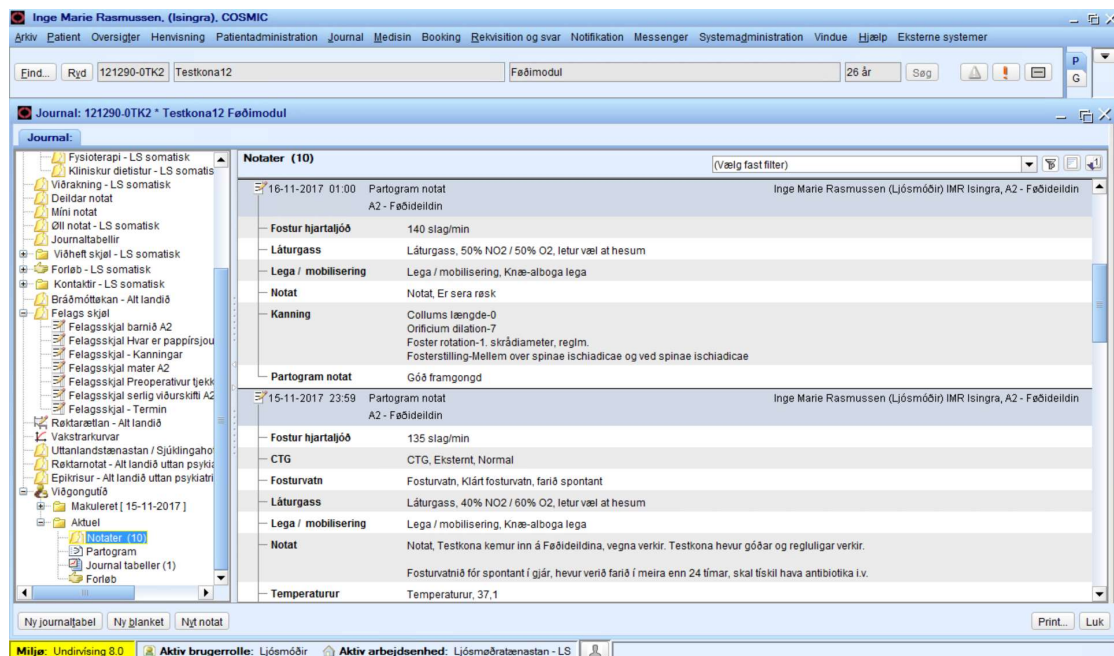 Inge Marie Rasmussen, (Isingra), COSMIC
Arkiv Patient Oversigter Henvisning Patientadministration Journal Medisin Booking Rekvisition og svar Notifikation Messenger Systemadministration Vindue Hjælp Eksterne systemer
Find... Ryd 121290-0TK2 Testkona12 Føðimodul 26 år Søg P
G
Journal: 121290-0TK2 * Testkona12 Føðimodul
Journal:
Fysioterapi - LS somatisk
Kliniskur dietistur - LS somatis
Viðrakning - LS somatisk
Deildar notat
Míni notat
Øll notat - LS somatisk
Journaltabellir
Viðheft skjøl - LS somatisk
Forløb - LS somatisk
Kontaktir - LS somatisk
Bráðmóttøkan - Alt landið
Felags skjøl
Felagsskjal barnið A2
Felagsskjal Hvar er pappírsjou
Felagsskjal - Kanningar
Felagsskjal mater A2
Felagsskjal Preoperativur tjekk
Felagsskjal serlig viðurskifti A2
Felagsskjal - Termin
Røktarætlan - Alt landið
Vakstrarkurvar
Uttanlandstænastan / Sjúklingahot
Røktarnotat - Alt landið uttan psykia
Epikrisur - Alt landið uttan psykiatri
Viðgongutíð
Makuleret [ 15-11-2017 ]
Aktuel
Notater (10)
Partogram
Journal tabeller (1)
Forløb
Notater (10) (Vælg fast filter)
16-11-2017 01:00 Partogram notat Inge Marie Rasmussen (Ljósmóðir) IMR Isingra, A2 - Føðideildin
A2 - Føðideildin
Fostur hjartaljóð 140 slag/min
Láturgass Láturgass, 50% NO2 / 50% O2, letur væl at hesum
Lega / mobilisering Lega / mobilisering, Knæ-alboga lega
Notat Notat, Er sera røsk
Kanning Collums længde-0
Orificium dilation-7
Foster rotation-1. skrådiameter, reglm.
Fosterstilling-Mellem over spinae ischiadicae og ved spinae ischiadicae
Partogram notat Góð framgongd
15-11-2017 23:59 Partogram notat Inge Marie Rasmussen (Ljósmóðir) IMR Isingra, A2 - Føðideildin
A2 - Føðideildin
Fostur hjartaljóð 135 slag/min
CTG CTG, Eksternt, Normal
Fosturvatn Fosturvatn, Klárt fosturvatn, farið spontant
Láturgass Láturgass, 40% NO2 / 60% O2, letur væl at hesum
Lega / mobilisering Lega / mobilisering, Knæ-alboga lega
Notat Notat, Testkona kemur inn á Føðideildina, vegna verkir. Testkona hevur góðar og regluligar verkir.
Fosturvatnið fór spontant í gjár, hevur verið farið í meira enn 24 tímar, skal tískil hava antibiotika i.v.
Temperaturur Temperaturur, 37,1
Ny journaltabel Ny blanket Nyt notat Print... Luk
Miljø: Undirvísing 8.0 Aktiv brugerrolle: Ljósmóðir Aktiv arbejdsenhed: Ljósmøðratænastan - LS